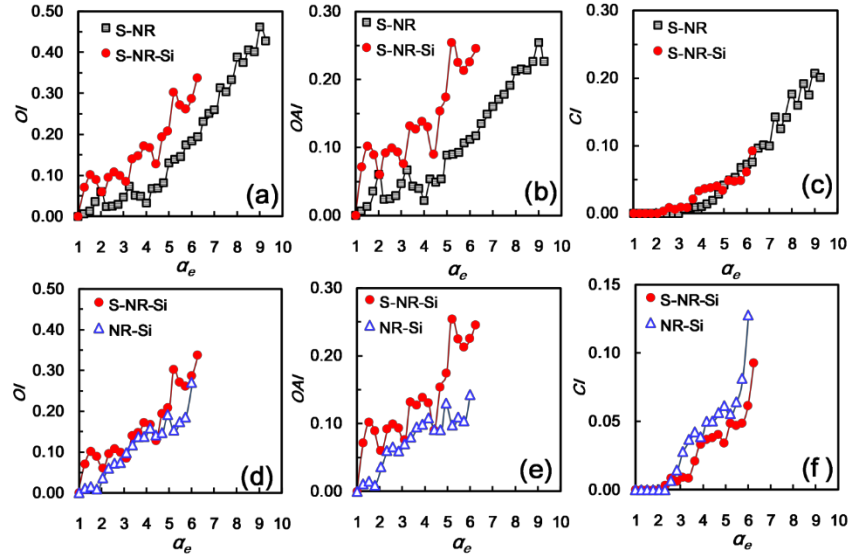 0.50
0.40
0.30
0.20
0.10
0.00
OI
S-NR
S-NR-Si
(a)
1 2 3 4 5 6 7 8 9 10
αe
0.30
0.20
0.10
0.00
OAI
S-NR
S-NR-Si
(b)
1 2 3 4 5 6 7 8 9 10
αe
0.30
0.20
0.10
0.00
CI
S-NR-Si
S-NR
(c)
1 2 3 4 5 6 7 8 9 10
αe
0.50
0.40
0.30
0.20
0.10
0.00
OI
S-NR-Si
NR-Si
(d)
1 2 3 4 5 6 7 8 9 10
αe
0.30
0.20
0.10
0.00
OAI
S-NR-Si
NR-Si
(e)
1 2 3 4 5 6 7 8 9 10
αe
0.15
0.10
0.05
0.00
CI
S-NR-Si
NR-Si
(f)
1 2 3 4 5 6 7 8 9 10
αe